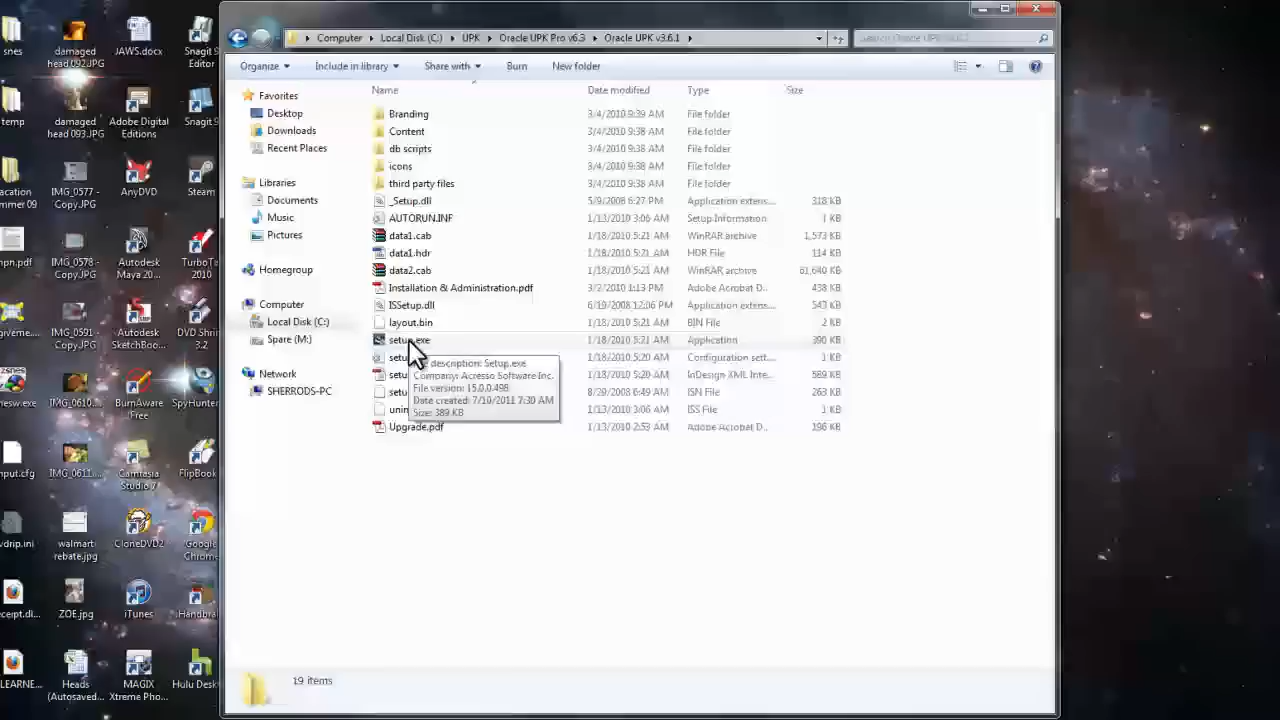 snes
damaged head 092.JPG
JAWS.docx
Snagit 9 Editor
temp
damaged head 093.JPG
Adobe Digital Editions
Snagit 9
IMG_0577 - Copy.JPG
AnyDVD
Steam
IMG_0578 - Copy.JPG
Autodesk Maya 20...
TurboTa 2010
IMG_0591 - Copy.JPG
Autodesk SketchBoo...
DVD Shrin 3.2
IMG_0610...
BurnAware Free
SpyHunter
IMG_0611...
Camtasia Studio 7
FlipBook
walmart rebate.jpg
CloneDVD2
Google Chrome
ZOE.jpg
iTunes
Heads (Autosaved...
MAGIX Xtreme Pho...
Hulu Desk
Computer Local Disk (C:) UPK Oracle UPK Pro v6.3 Oracle UPK v3.6.1
Organize Include in library Share with Burn New folder
Name Date modified Type Size
Favorites
Desktop
Downloads
Recent Places
Libraries
Documents
Music
Pictures
Homegroup
Computer
Local Disk (C:)
Spare (M:)
Network
SHERRODS-PC
Branding 3/4/2010 9:39 AM File folder
Content 3/4/2010 9:38 AM File folder
db scripts 3/4/2010 9:38 AM File folder
icons 3/4/2010 9:38 AM File folder
third party files 3/4/2010 9:38 AM File folder
_Setup.dll 5/9/2008 6:27 PM Application extens... 318 KB
AUTORUN.INF 1/13/2010 3:06 AM Setup Information 1 KB
data1.cab 1/18/2010 5:21 AM WinRAR archive 1,573 KB
data1.hdr 1/18/2010 5:21 AM HDR File 114 KB
data2.cab 1/18/2010 5:21 AM WinRAR archive 61,640 KB
Installation & Administration.pdf 3/2/2010 1:13 PM Adobe Acrobat D... 438 KB
ISSetup.dll 6/19/2008 12:06 PM Application extens... 543 KB
layout.bin 1/18/2010 5:21 AM BIN File 2 KB
setup.exe 1/18/2010 5:21 AM Application 390 KB
setu 1/18/2010 5:20 AM Configuration sett... 1 KB
setu 1/18/2010 5:20 AM InDesign XML Inte... 589 KB
setu 8/29/2008 6:49 AM ISN File 263 KB
unin 1/13/2010 3:06 AM ISS File 1 KB
Upgrade.pdf 1/13/2010 2:53 AM Adobe Acrobat D... 196 KB
description: Setup.exe
Company: Acresso Software Inc.
File version: 15.0.0.498
Date created: 7/10/2011 7:30 AM
Size: 389 KB
19 items